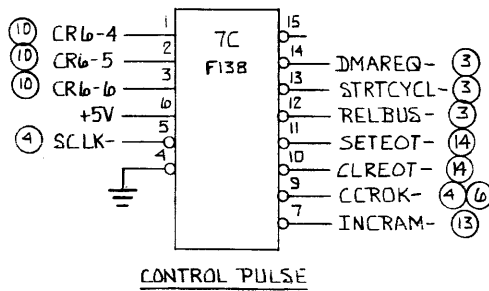 10 CR6-4 1
10 CR6-5 2
10 CR6-6 3
+5V 6
4 SCLK- 5
4
7C
F138
15
14 DMAREQ- 3
13 STRTCYCL- 3
12 RELBUS- 3
11 SETEOT- 14
10 CLREOT- 14
9 CCROK- 4 6
7 INCRAM- 13
CONTROL PULSE